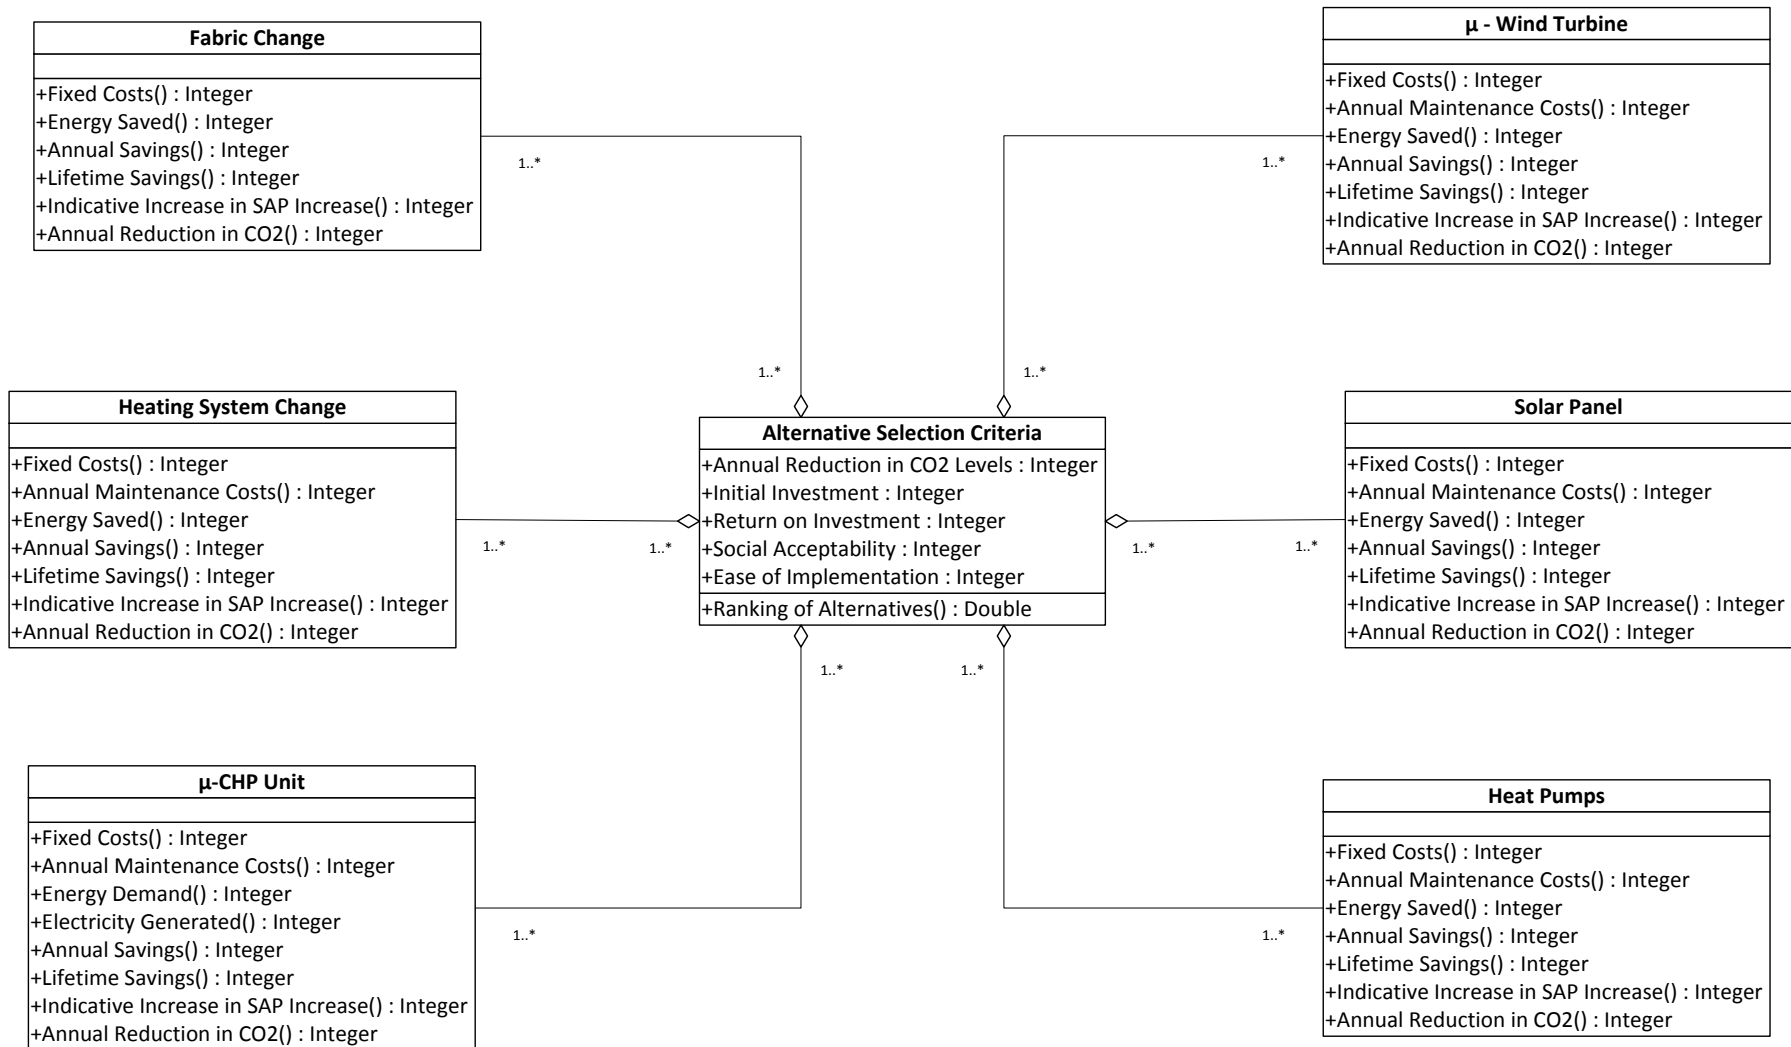 Fabric Change
+Fixed Costs() : Integer
+Energy Saved() : Integer
+Annual Savings() : Integer
+Lifetime Savings() : Integer
+Indicative Increase in SAP Increase() : Integer
+Annual Reduction in CO2() : Integer
1..*
1..*
µ - Wind Turbine
+Fixed Costs() : Integer
+Annual Maintenance Costs() : Integer
+Energy Saved() : Integer
+Annual Savings() : Integer
+Lifetime Savings() : Integer
+Indicative Increase in SAP Increase() : Integer
+Annual Reduction in CO2() : Integer
1..*
1..*
Heating System Change
+Fixed Costs() : Integer
+Annual Maintenance Costs() : Integer
+Energy Saved() : Integer
+Annual Savings() : Integer
+Lifetime Savings() : Integer
+Indicative Increase in SAP Increase() : Integer
+Annual Reduction in CO2() : Integer
1..*
1..*
Alternative Selection Criteria
+Annual Reduction in CO2 Levels : Integer
+Initial Investment : Integer
+Return on Investment : Integer
+Social Acceptability : Integer
+Ease of Implementation : Integer
+Ranking of Alternatives() : Double
1..*
1..*
Solar Panel
+Fixed Costs() : Integer
+Annual Maintenance Costs() : Integer
+Energy Saved() : Integer
+Annual Savings() : Integer
+Lifetime Savings() : Integer
+Indicative Increase in SAP Increase() : Integer
+Annual Reduction in CO2() : Integer
1..*
1..*
µ-CHP Unit
+Fixed Costs() : Integer
+Annual Maintenance Costs() : Integer
+Energy Demand() : Integer
+Electricity Generated() : Integer
+Annual Savings() : Integer
+Lifetime Savings() : Integer
+Indicative Increase in SAP Increase() : Integer
+Annual Reduction in CO2() : Integer
1..*
1..*
Heat Pumps
+Fixed Costs() : Integer
+Annual Maintenance Costs() : Integer
+Energy Saved() : Integer
+Annual Savings() : Integer
+Lifetime Savings() : Integer
+Indicative Increase in SAP Increase() : Integer
+Annual Reduction in CO2() : Integer